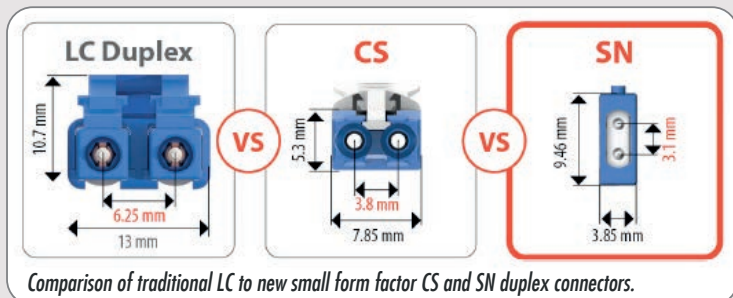 LC Duplex
10.7 mm
6.25 mm
13 mm
VS
CS
5.3 mm
3.8 mm
7.85 mm
VS
SN
9.46 mm
3.1 mm
3.85 mm
Comparison of traditional LC to new small form factor CS and SN duplex connectors.